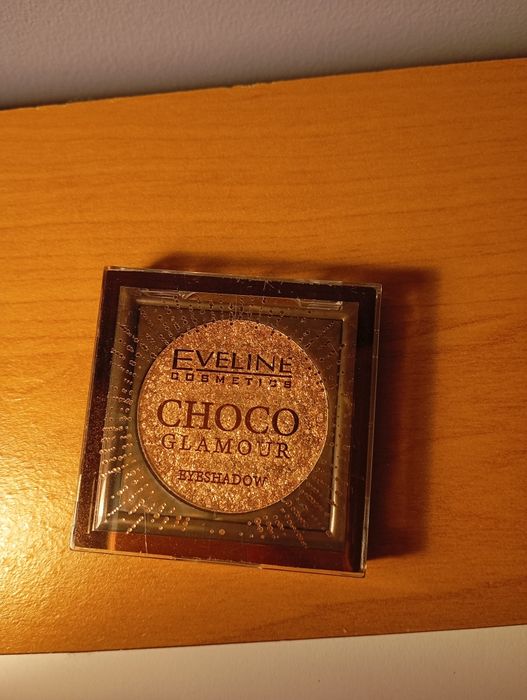 EVELINE
COSMETICS
CHOCO
GLAMOUR
EYESHADOW